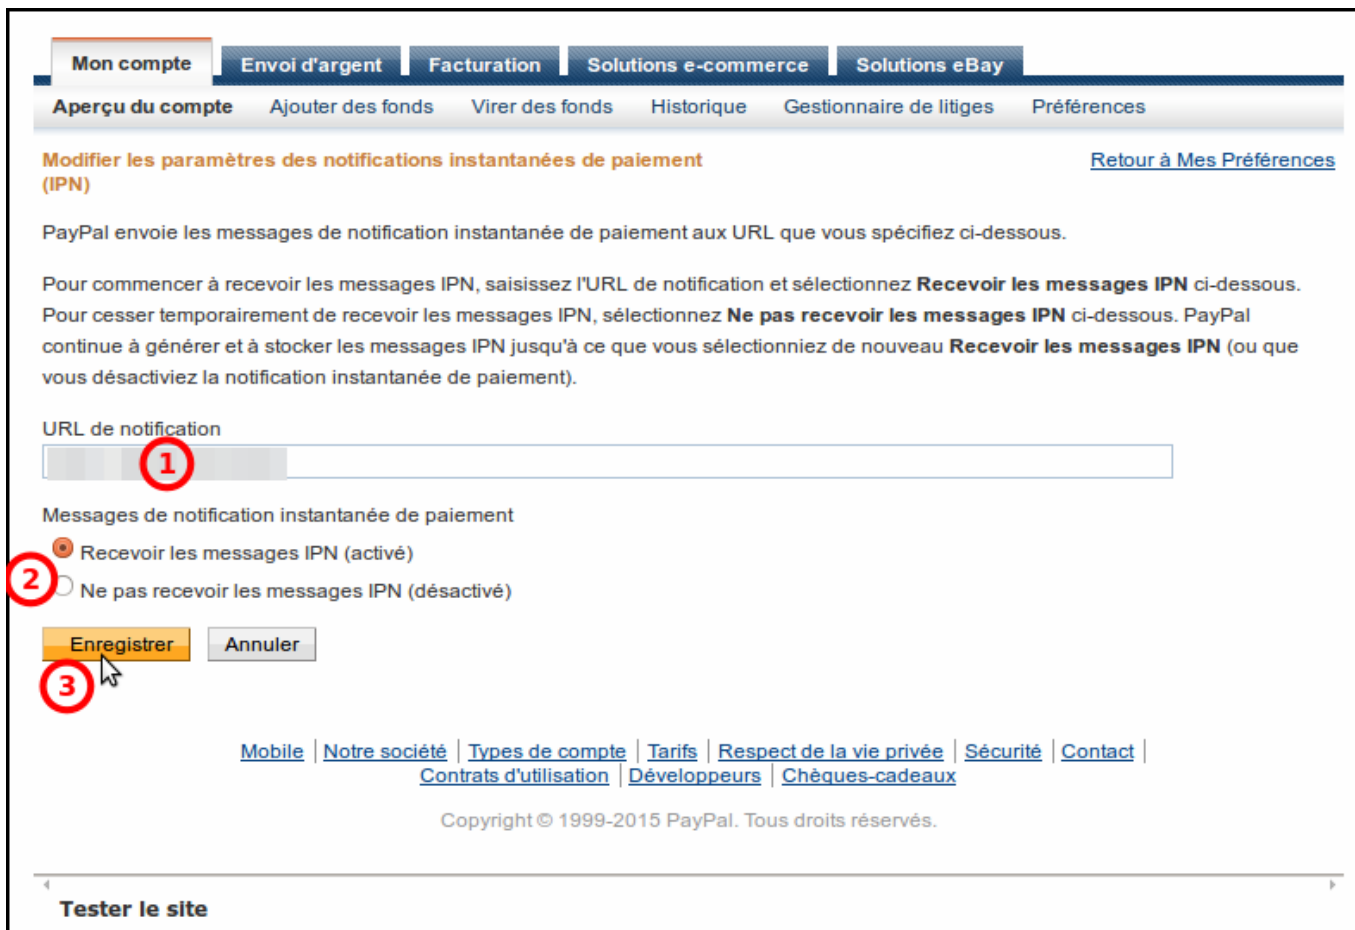 Mon compte Envoi d'argent Facturation Solutions e-commerce Solutions eBay
Aperçu du compte Ajouter des fonds Virer des fonds Historique Gestionnaire de litiges Préférences
Modifier les paramètres des notifications instantanées de paiement
(IPN)
Retour à Mes Préférences
PayPal envoie les messages de notification instantanée de paiement aux URL que vous spécifiez ci-dessous.
Pour commencer à recevoir les messages IPN, saisissez l'URL de notification et sélectionnez Recevoir les messages IPN ci-dessous.
Pour cesser temporairement de recevoir les messages IPN, sélectionnez Ne pas recevoir les messages IPN ci-dessous. PayPal
continue à générer et à stocker les messages IPN jusqu'à ce que vous sélectionniez de nouveau Recevoir les messages IPN (ou que
vous désactiviez la notification instantanée de paiement).
URL de notification
1
Messages de notification instantanée de paiement
Recevoir les messages IPN (activé)
2
Ne pas recevoir les messages IPN (désactivé)
Enregistrer Annuler
3
Mobile | Notre société | Types de compte | Tarifs | Respect de la vie privée | Sécurité | Contact |
Contrats d'utilisation | Développeurs | Chèques-cadeaux
Copyright © 1999-2015 PayPal. Tous droits réservés.
Tester le site